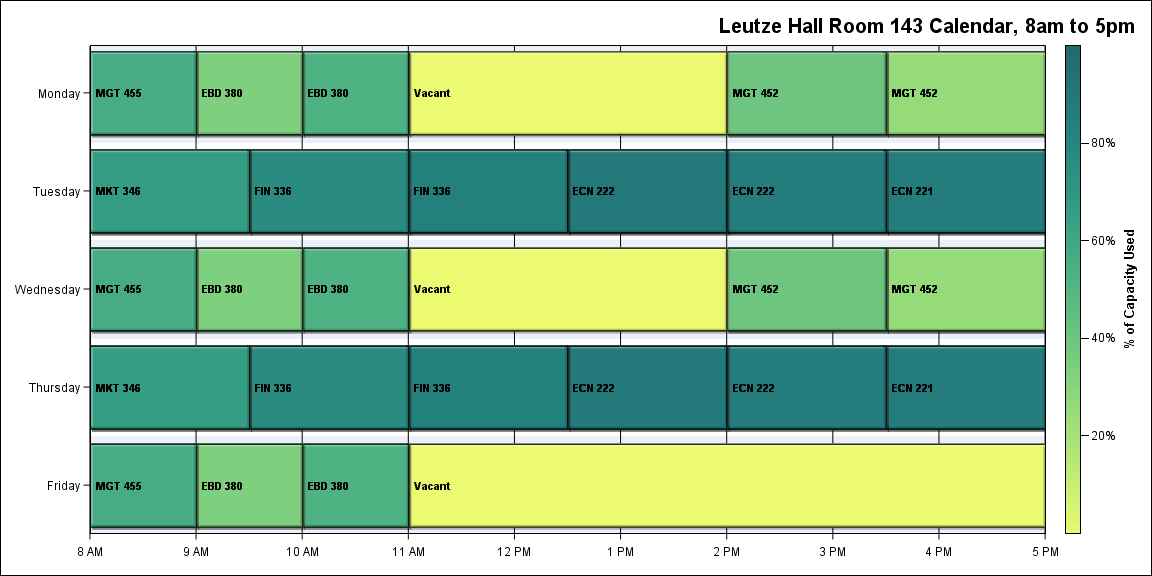 Leutze Hall Room 143 Calendar, 8am to 5pm
Monday
MGT 455
EBD 380
EBD 380
Vacant
MGT 452
MGT 452
Tuesday
MKT 346
FIN 336
FIN 336
ECN 222
ECN 222
ECN 221
Wednesday
MGT 455
EBD 380
EBD 380
Vacant
MGT 452
MGT 452
Thursday
MKT 346
FIN 336
FIN 336
ECN 222
ECN 222
ECN 221
Friday
MGT 455
EBD 380
EBD 380
Vacant
8 AM
9 AM
10 AM
11 AM
12 PM
1 PM
2 PM
3 PM
4 PM
5 PM
80%
60%
40%
20%
% of Capacity Used